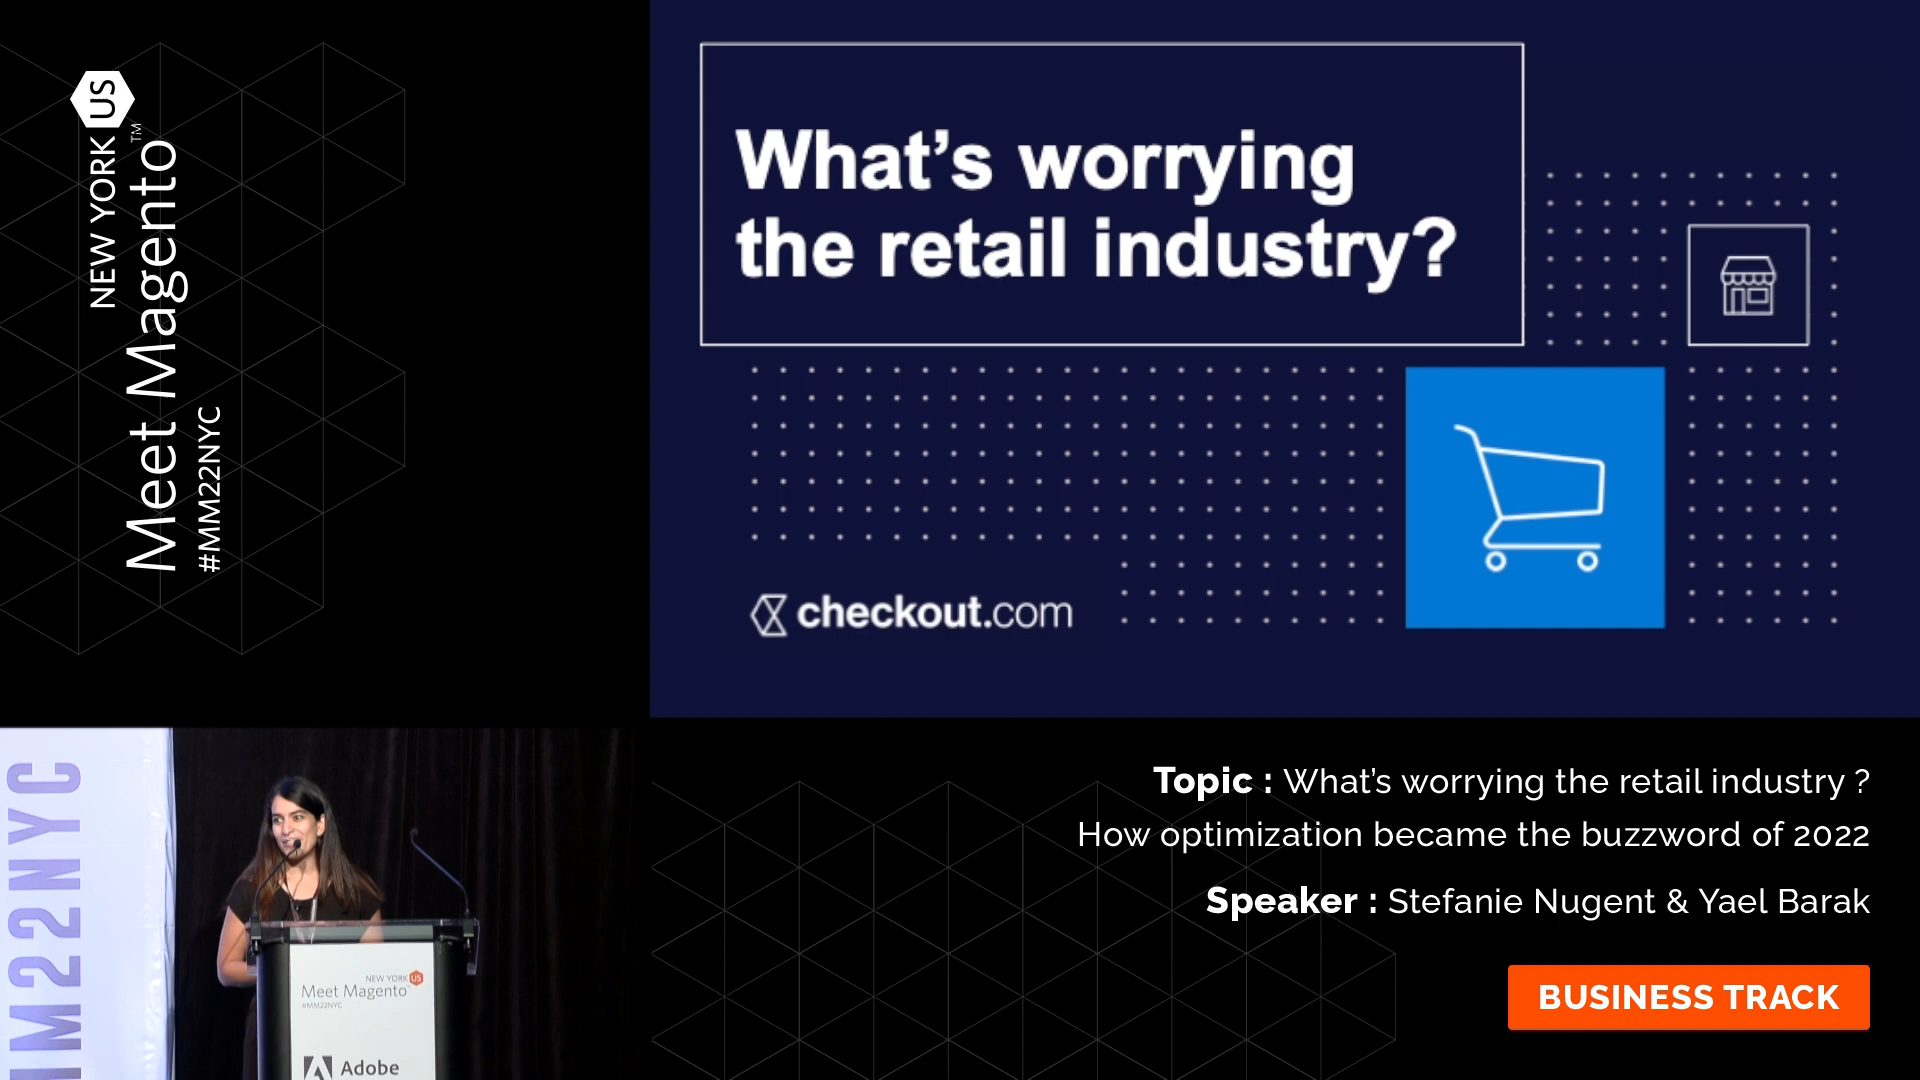 NEW YORK US
Meet Magento™
#MM22NYC
What's worrying
the retail industry?
checkout.com
MM22NYC
NEW YORK US
Meet Magento
#MM22NYC
Adobe
Topic : What's worrying the retail industry ?
How optimization became the buzzword of 2022
Speaker : Stefanie Nugent & Yael Barak
BUSINESS TRACK